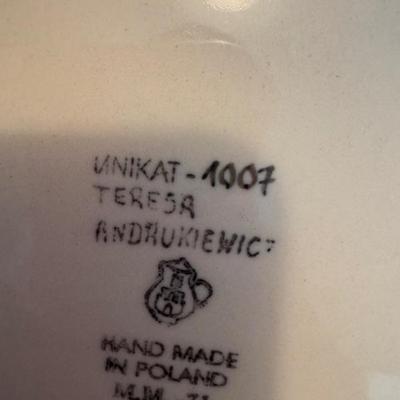 UNIKAT - 1007
TERESA
ANDRUKIEWICZ
HAND MADE
IN POLAND